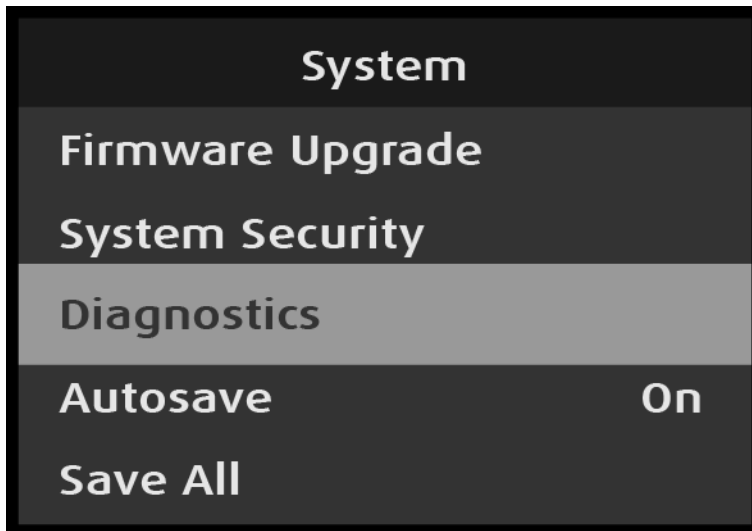 System
Firmware Upgrade
System Security
Diagnostics
Autosave On
Save All